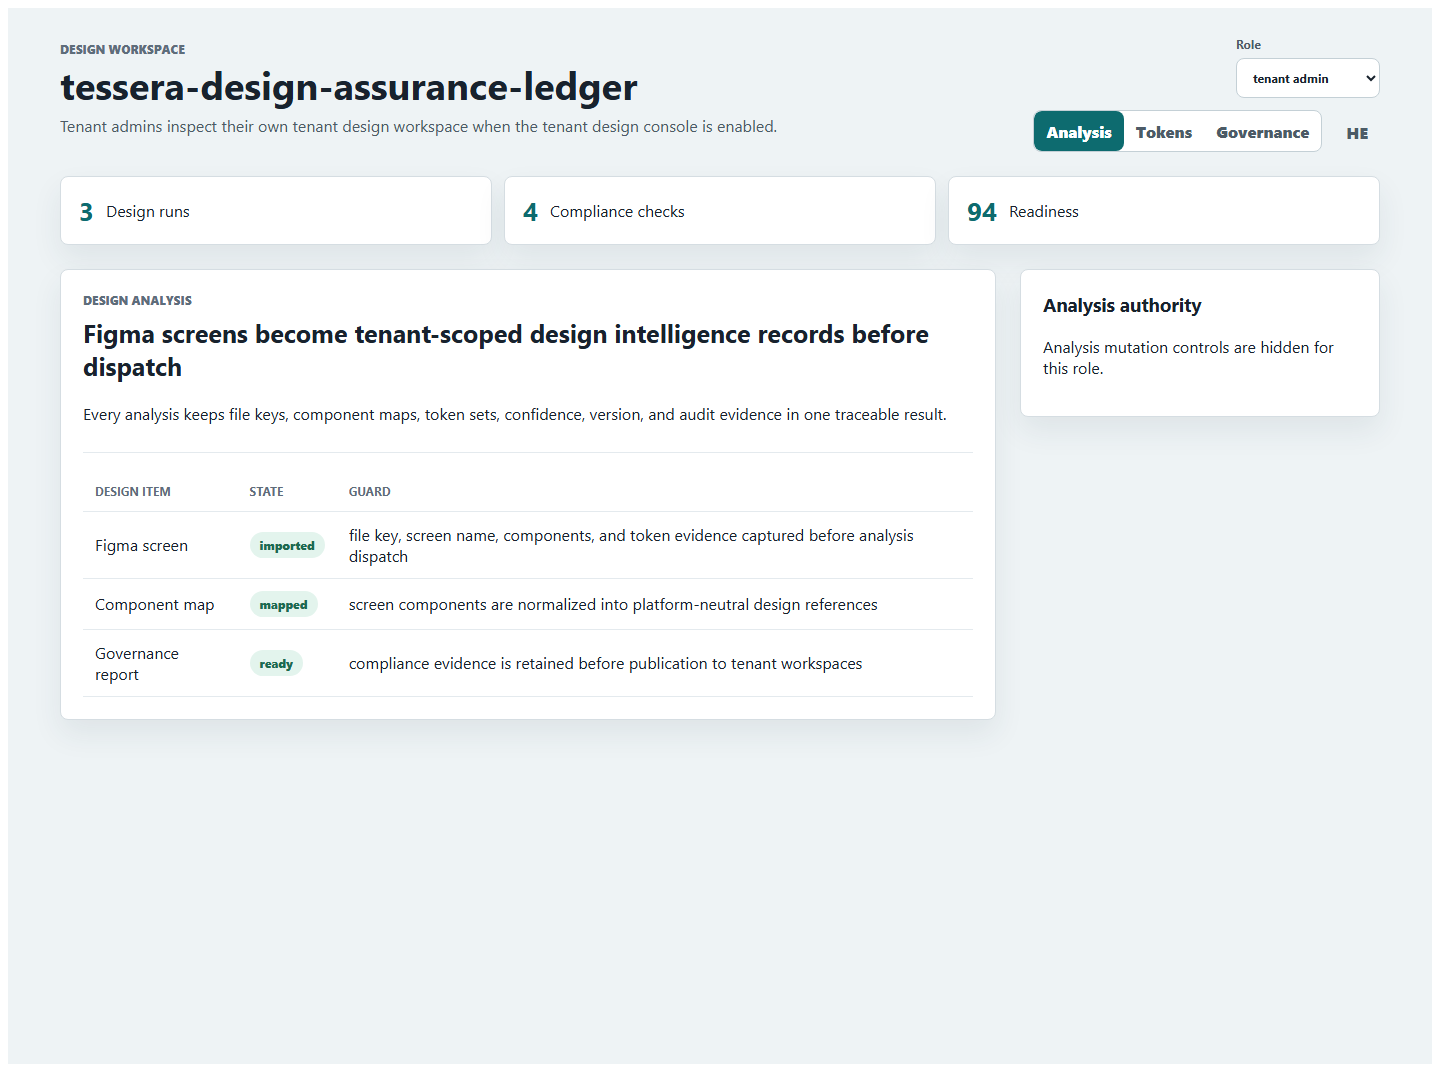 DESIGN WORKSPACE
tessera-design-assurance-ledger
Tenant admins inspect their own tenant design workspace when the tenant design console is enabled.
Role
tenant admin
Analysis Tokens Governance HE
3 Design runs
4 Compliance checks
94 Readiness
DESIGN ANALYSIS
Figma screens become tenant-scoped design intelligence records before
dispatch
Every analysis keeps file keys, component maps, token sets, confidence, version, and audit evidence in one traceable result.
DESIGN ITEM STATE GUARD
Figma screen imported file key, screen name, components, and token evidence captured before analysis
dispatch
Component map mapped screen components are normalized into platform-neutral design references
Governance
report ready compliance evidence is retained before publication to tenant workspaces
Analysis authority
Analysis mutation controls are hidden for
this role.